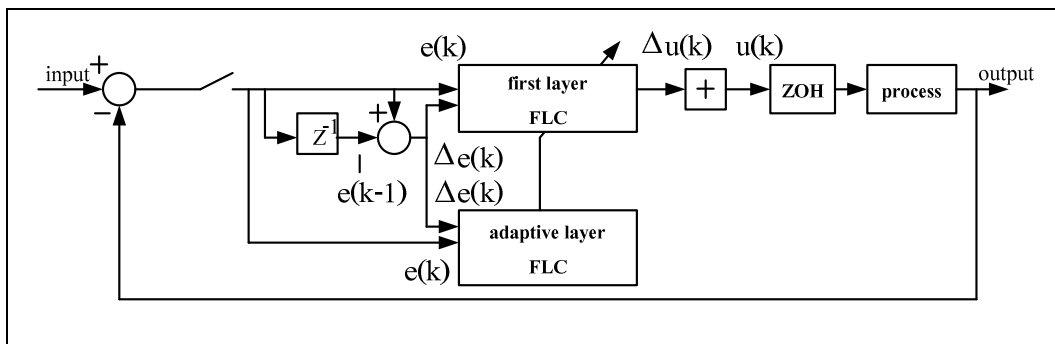 input
+
−
e(k)
first layer
FLC
Δu(k)
+
u(k)
ZOH
process
output
Z⁻¹
+
−
e(k-1)
Δe(k)
Δe(k)
adaptive layer
FLC
e(k)